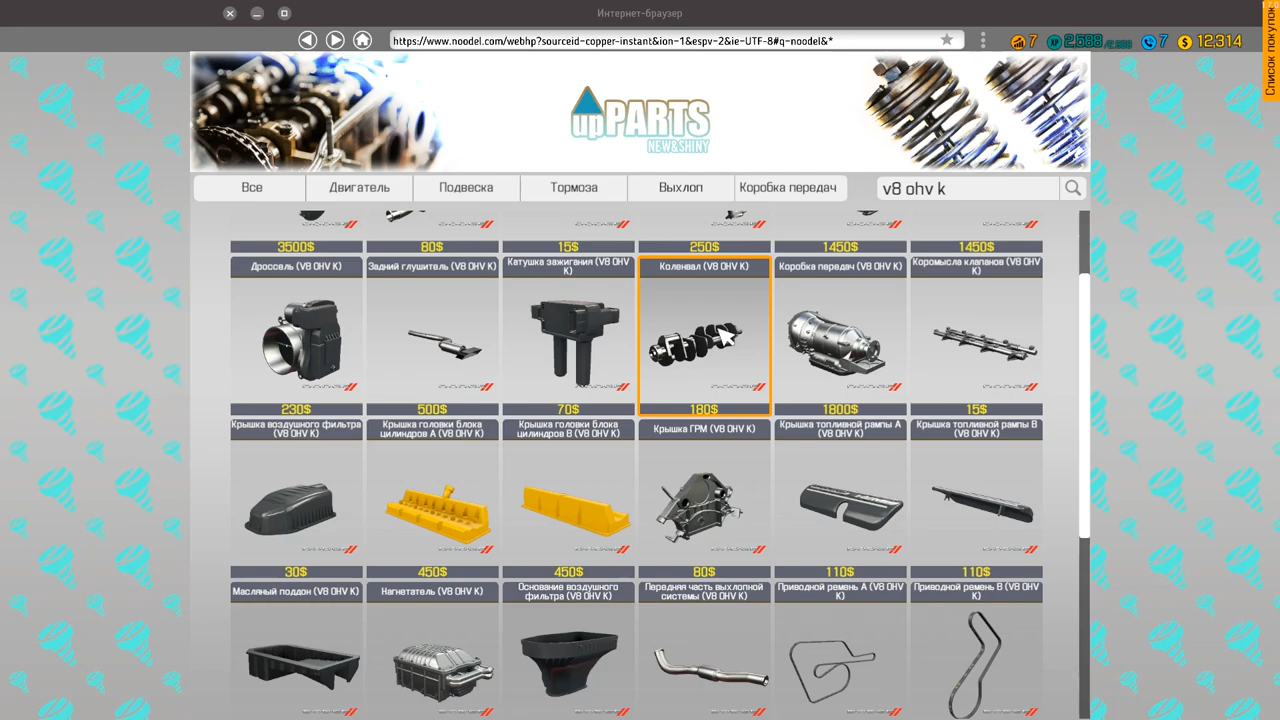 Интернет-браузер
Список покупок
https://www.noodel.com/webhp?sourceid-copper-instant&ion-1&espv-2&ie-UTF-8#q-noodel&*
7
2,588
7
$ 12,314
upPARTS
NEW&SHINY
Все
Двигатель
Подвеска
Тормоза
Выхлоп
Коробка передач
v8 ohv k
3500$
80$
15$
250$
1450$
1450$
Дроссель (V8 OHV K)
Задний глушитель (V8 OHV K)
Катушка зажигания (V8 OHV
K)
Коленвал (V8 OHV K)
Коробка передач (V8 OHV K)
Коромысла клапанов (V8 OHV
K)
230$
500$
70$
180$
1800$
15$
Крышка воздушного фильтра
(V8 OHV K)
Крышка головки блока
цилиндров A (V8 OHV K)
Крышка головки блока
цилиндров B (V8 OHV K)
Крышка ГРМ (V8 OHV K)
Крышка топливной рампы A
(V8 OHV K)
Крышка топливной рампы B
(V8 OHV K)
30$
450$
450$
80$
110$
110$
Масляный поддон (V8 OHV K)
Нагнетатель (V8 OHV K)
Основание воздушного
фильтра (V8 OHV K)
Передняя часть выхлопной
системы (V8 OHV K)
Приводной ремень A (V8 OHV
K)
Приводной ремень B (V8 OHV
K)